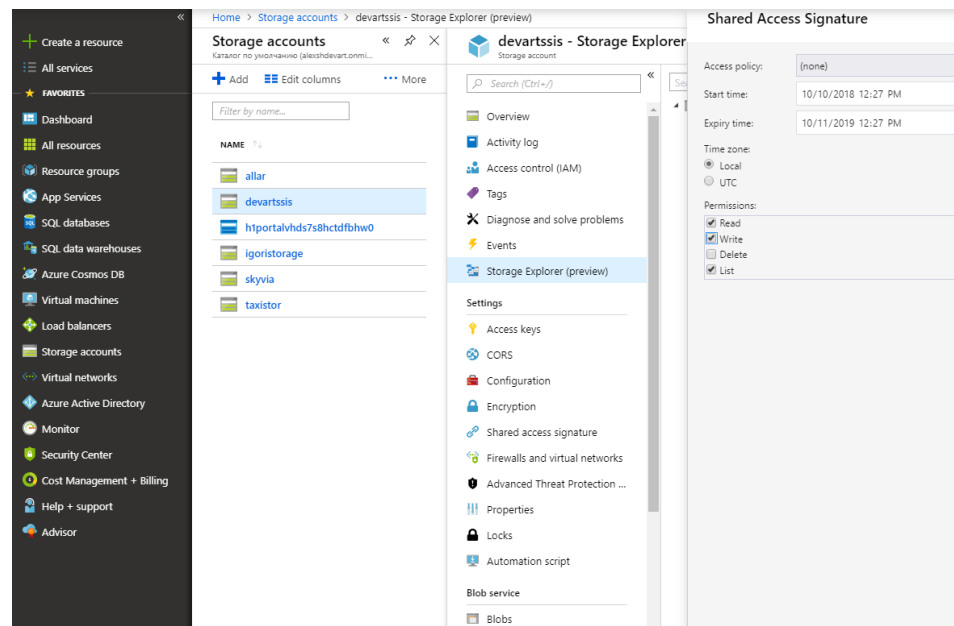 «
Create a resource
All services
FAVORITES
Dashboard
All resources
Resource groups
App Services
SQL databases
SQL data warehouses
Azure Cosmos DB
Virtual machines
Load balancers
Storage accounts
Virtual networks
Azure Active Directory
Monitor
Security Center
Cost Management + Billing
Help + support
Advisor
Home > Storage accounts > devartssis - Storage Explorer (preview)
Storage accounts
Каталог по умолчанию (alexshdevart.onmi...
Add
Edit columns
··· More
Filter by name...
NAME
allar
devartssis
h1portalvhds7s8hctdfbhw0
igoristorage
skyvia
taxistor
devartssis - Storage Explorer
Storage account
Search (Ctrl+/)
«
Overview
Activity log
Access control (IAM)
Tags
Diagnose and solve problems
Events
Storage Explorer (preview)
Settings
Access keys
CORS
Configuration
Encryption
Shared access signature
Firewalls and virtual networks
Advanced Threat Protection ...
Properties
Locks
Automation script
Blob service
Blobs
Shared Access Signature
Access policy: (none)
Start time: 10/10/2018 12:27 PM
Expiry time: 10/11/2019 12:27 PM
Time zone:
Local
UTC
Permissions:
Read
Write
Delete
List